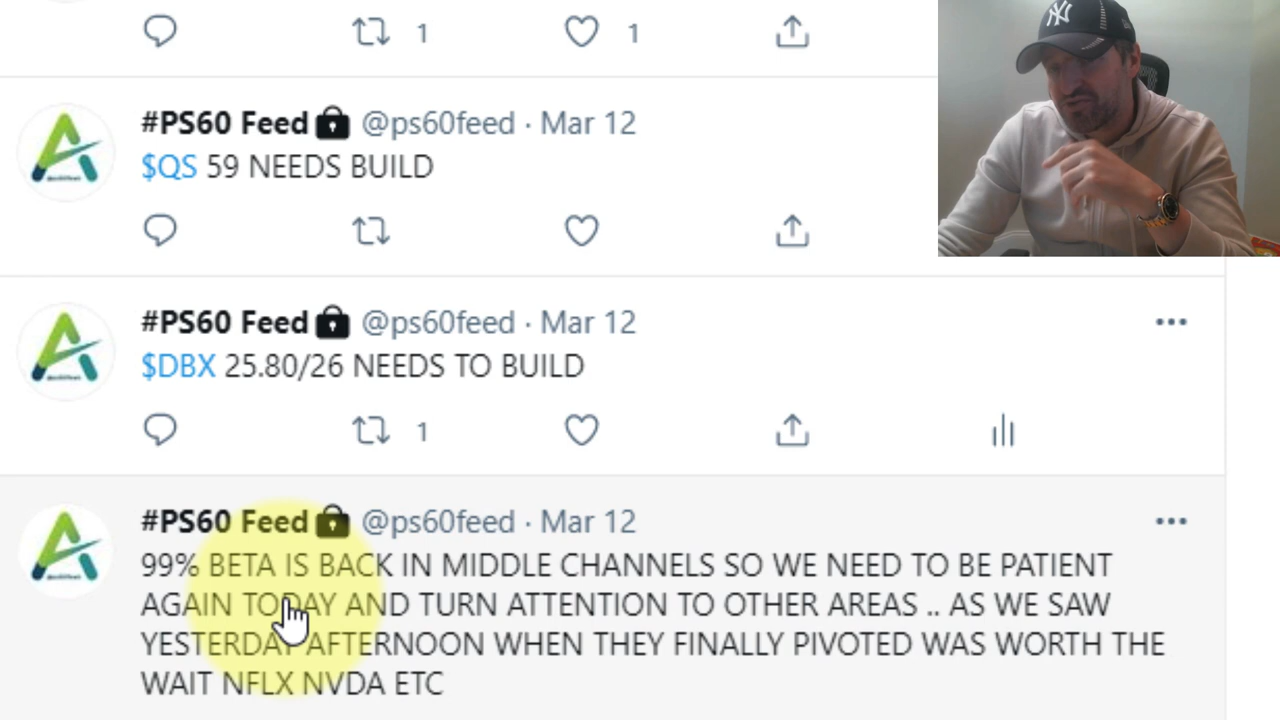 1 1
#PS60 Feed @ps60feed · Mar 12
$QS 59 NEEDS BUILD
#PS60 Feed @ps60feed · Mar 12
$DBX 25.80/26 NEEDS TO BUILD
1
#PS60 Feed @ps60feed · Mar 12
99% BETA IS BACK IN MIDDLE CHANNELS SO WE NEED TO BE PATIENT
AGAIN TODAY AND TURN ATTENTION TO OTHER AREAS .. AS WE SAW
YESTERDAY AFTERNOON WHEN THEY FINALLY PIVOTED WAS WORTH THE
WAIT NFLX NVDA ETC